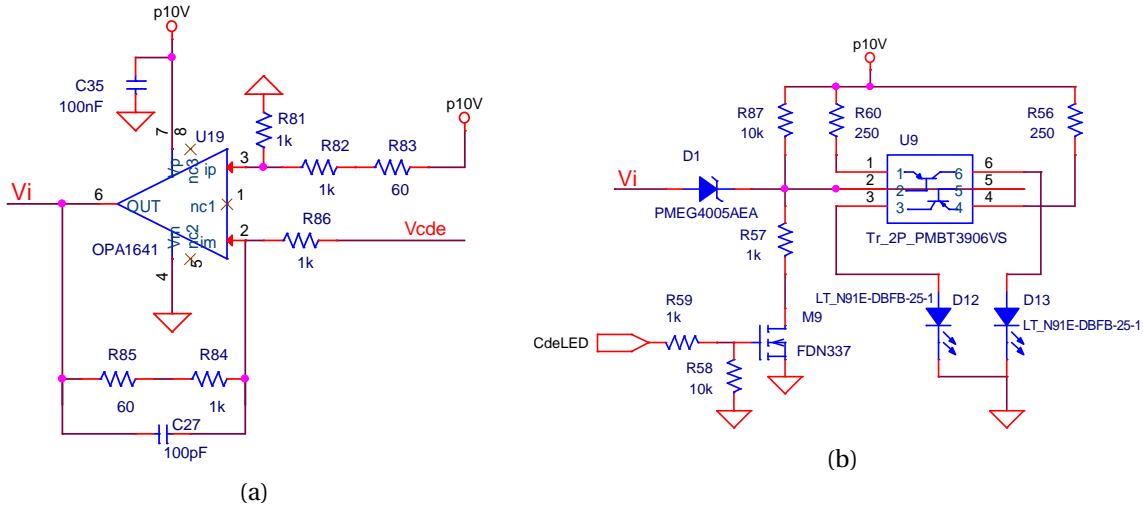 p10V
C35
100nF
7
8
U19
Vp
nc3
ip
3
R81
1k
R82
1k
R83
60
p10V
Vi
6
OUT
nc1
1
OPA1641
Vm
nc2
im
2
4
5
R86
1k
Vcde
R85
60
R84
1k
C27
100pF
(a)
p10V
R87
10k
R60
250
R56
250
U9
1
2
3
1
2
3
6
5
4
6
5
4
Tr_2P_PMBT3906VS
Vi
D1
PMEG4005AEA
R57
1k
M9
FDN337
CdeLED
R59
1k
R58
10k
LT_N91E-DBFB-25-1
D12
D13
LT_N91E-DBFB-25-1
(b)